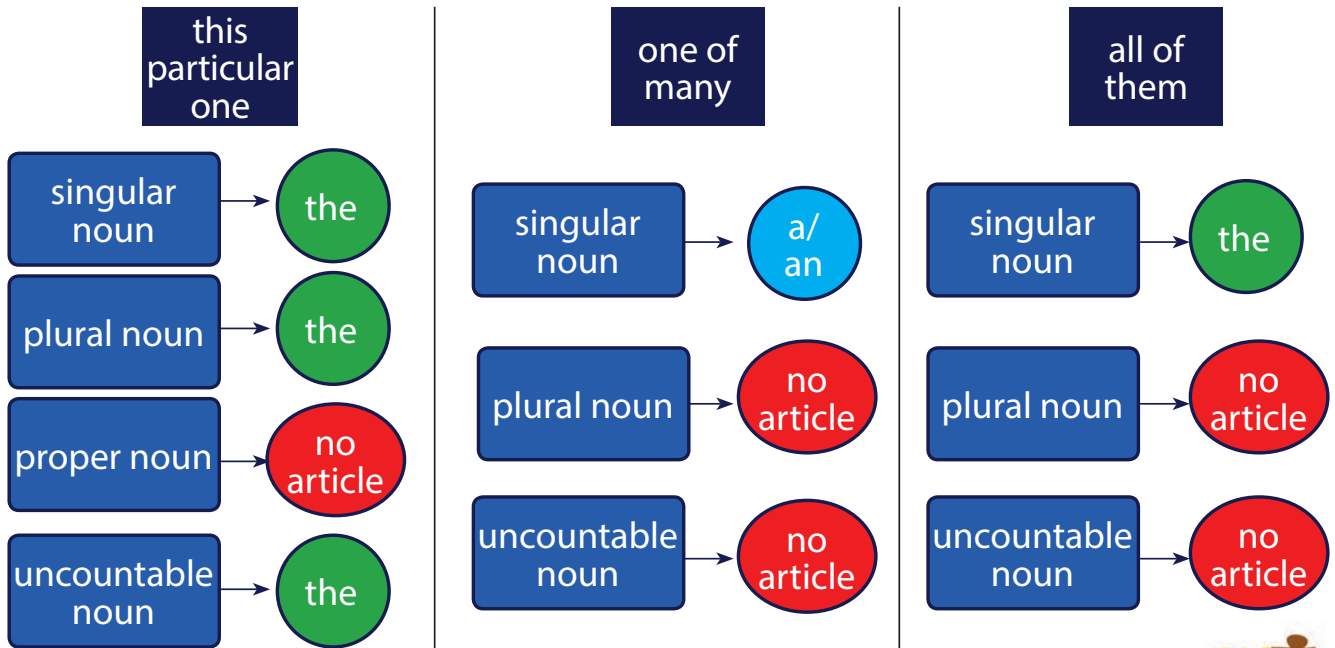 this
particular
one
singular
noun
the
plural noun
the
proper noun
no
article
uncountable
noun
the
one of
many
singular
noun
a/
an
plural noun
no
article
uncountable
noun
no
article
all of
them
singular
noun
the
plural noun
no
article
uncountable
noun
no
article